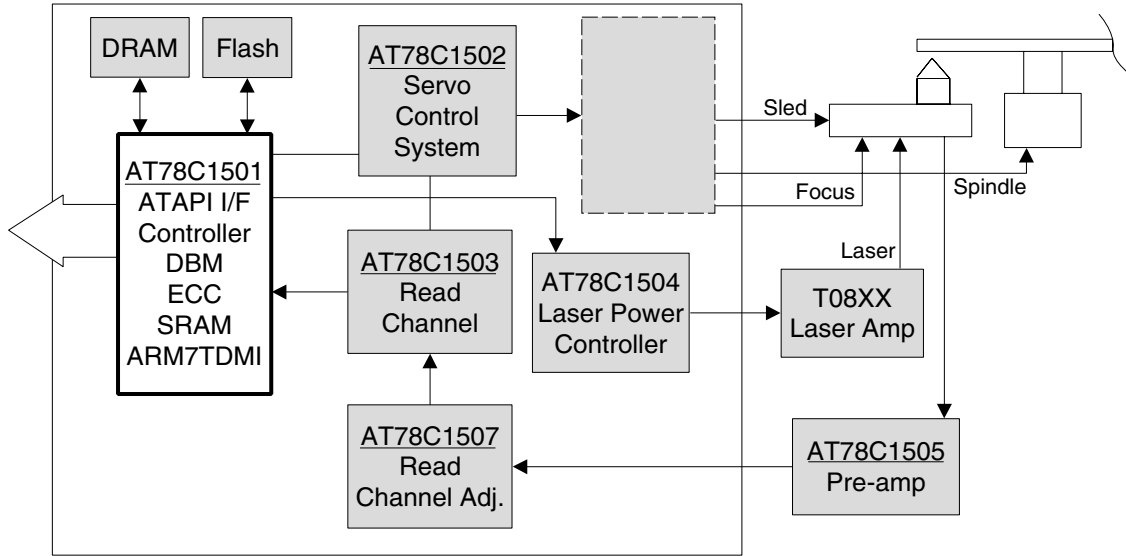 DRAM
Flash
AT78C1502
Servo
Control
System
Sled
AT78C1501
ATAPI I/F
Controller
DBM
ECC
SRAM
ARM7TDMI
Focus
Spindle
Laser
AT78C1503
Read
Channel
AT78C1504
Laser Power
Controller
T08XX
Laser Amp
AT78C1507
Read
Channel Adj.
AT78C1505
Pre-amp